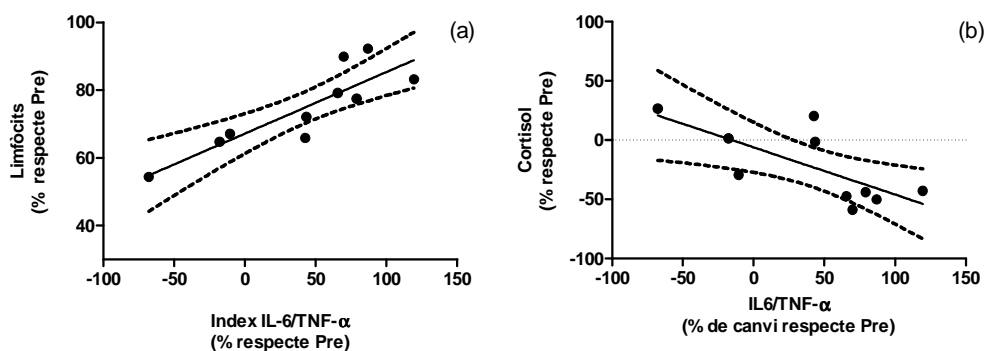 (a)
100
80
60
40
Limfòcits
(% respecte Pre)
-100 -50 0 50 100 150
Index IL-6/TNF-α
(% respecte Pre)
(b)
100
50
0
-50
-100
Cortisol
(% respecte Pre)
-100 -50 0 50 100 150
IL6/TNF-α
(% de canvi respecte Pre)